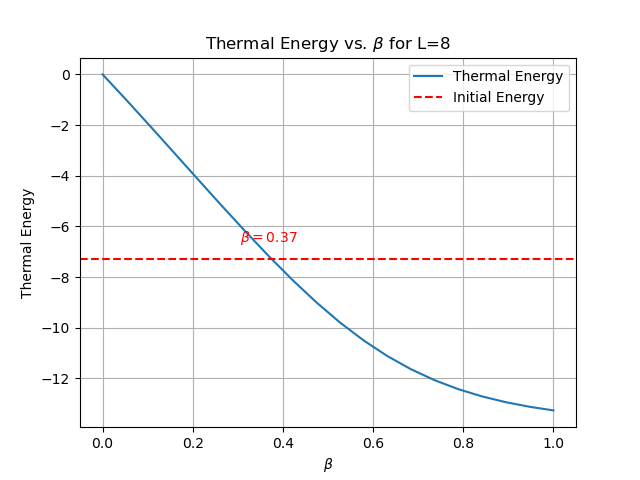 Thermal Energy vs. β for L=8
Thermal Energy
Initial Energy
β = 0.37
Thermal Energy
0
−2
−4
−6
−8
−10
−12
0.0
0.2
0.4
0.6
0.8
1.0
β